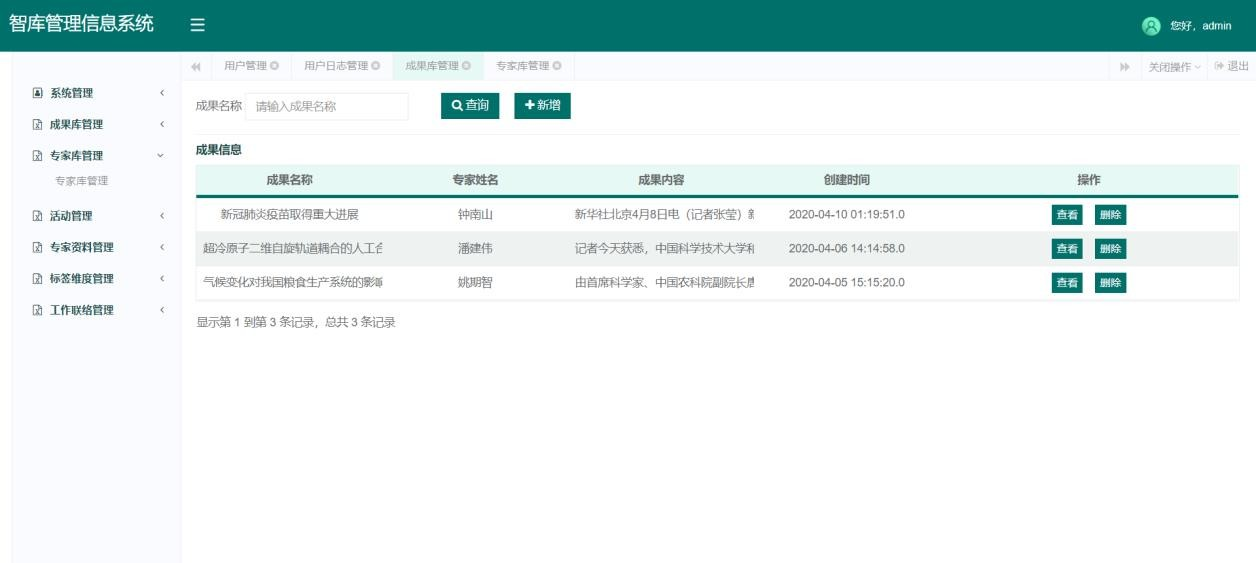 智库管理信息系统
您好，admin
用户管理 用户日志管理 成果库管理 专家库管理 关闭操作 退出
系统管理
成果库管理
专家库管理
专家库管理
活动管理
专家资料管理
标签维度管理
工作联络管理
成果名称 请输入成果名称 查询 新增
成果信息
成果名称 专家姓名 成果内容 创建时间 操作
新冠肺炎疫苗取得重大进展 钟南山 新华社北京4月8日电（记者张莹）新 2020-04-10 01:19:51.0 查看 删除
超冷原子二维自旋轨道耦合的人工合 潘建伟 记者今天获悉，中国科学技术大学和 2020-04-06 14:14:58.0 查看 删除
气候变化对我国粮食生产系统的影响 姚期智 由首席科学家、中国农科院副院长唐 2020-04-05 15:15:20.0 查看 删除
显示第 1 到第 3 条记录，总共 3 条记录